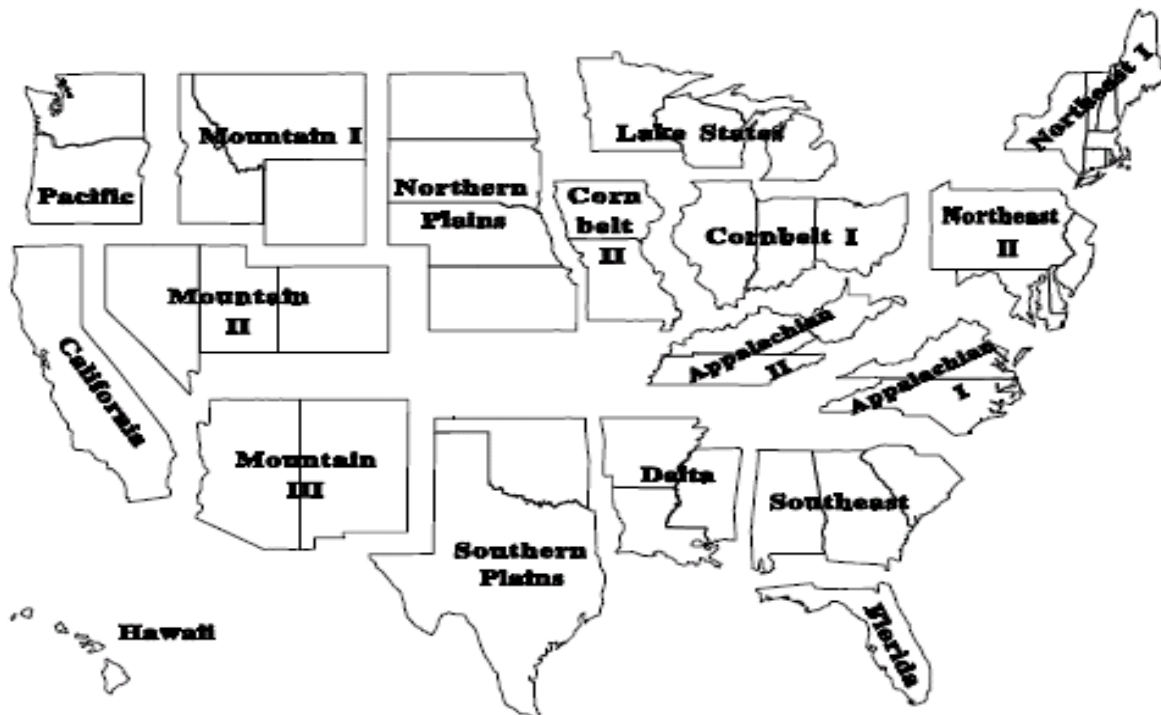 Northeast I
Mountain I
Lake States
Pacific
Northern
Plains
Corn
belt
II
Cornbelt I
Northeast
II
Mountain
II
California
Appalachian
II
Appalachian
I
Mountain
III
Delta
Southeast
Southern
Plains
Hawaii
Florida